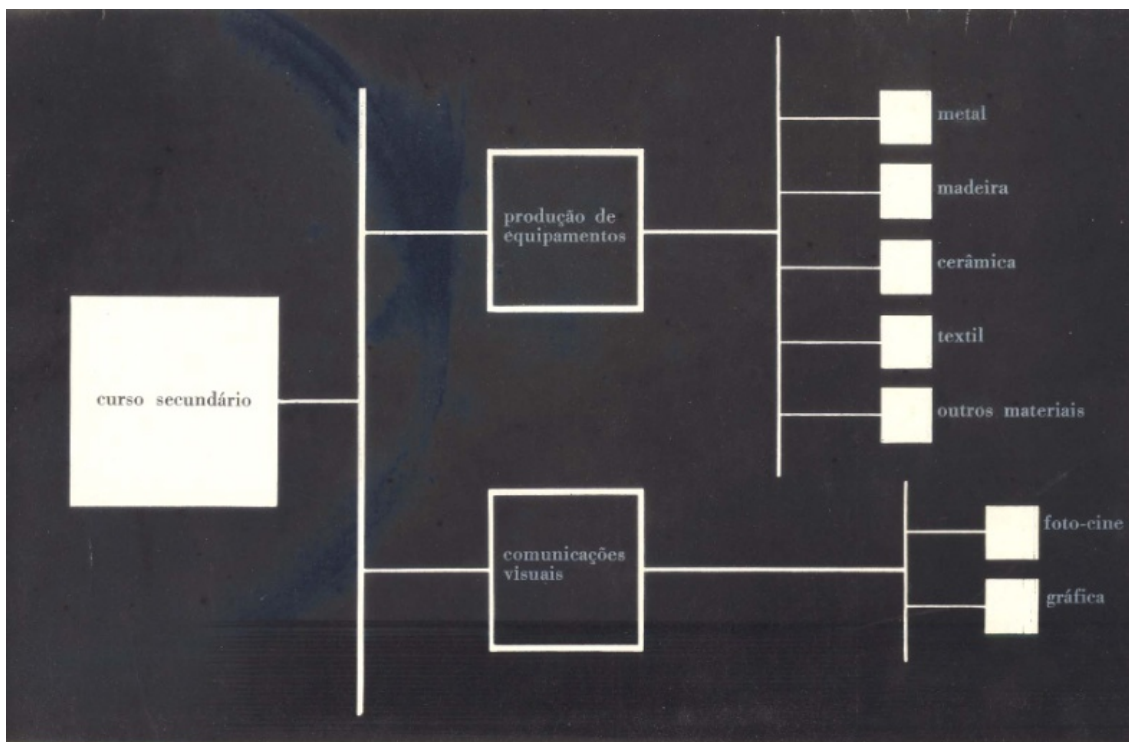 curso secundário
produção de
equipamentos
metal
madeira
cerâmica
textil
outros materiais
comunicações
visuais
foto-cine
gráfica